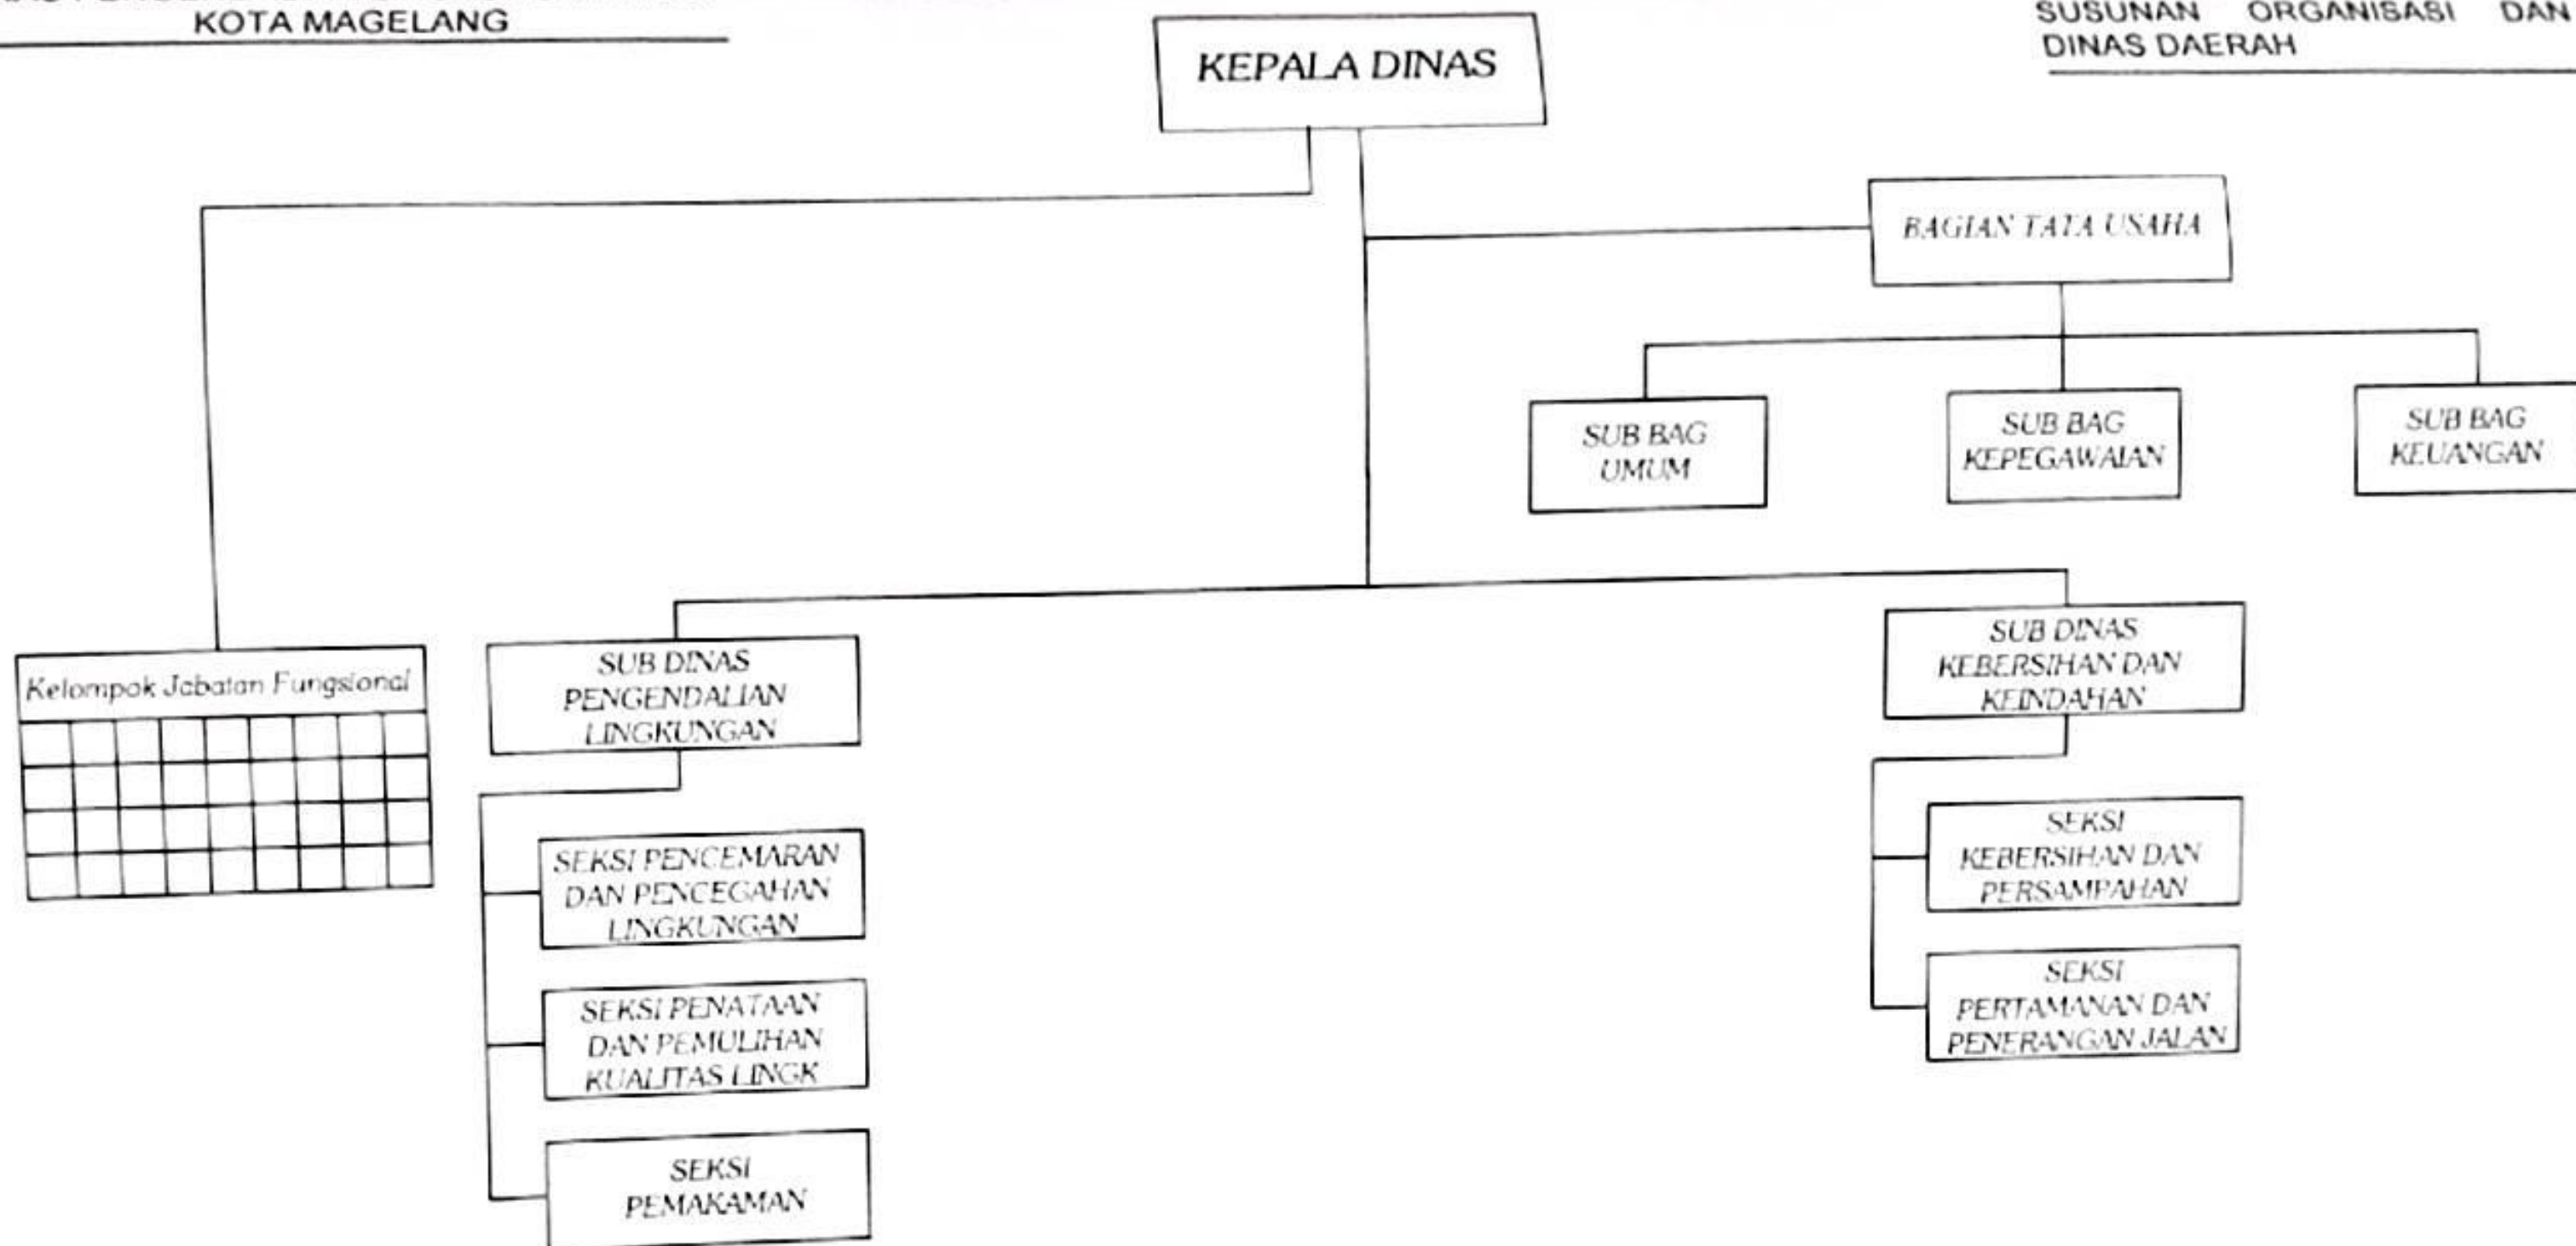 KOTA MAGELANG
SUSUNAN ORGANISASI DAN
DINAS DAERAH
KEPALA DINAS
BAGIAN TATA USAHA
SUB BAG
UMUM
SUB BAG
KEPEGAWAIAN
SUB BAG
KEUANGAN
Kelompok Jabatan Fungsional
SUB DINAS
PENGENDALIAN
LINGKUNGAN
SEKSI PENCEMARAN
DAN PENCEGAHAN
LINGKUNGAN
SEKSI PENATAAN
DAN PEMULIHAN
KUALITAS LINGK
SEKSI
PEMAKAMAN
SUB DINAS
KEBERSIHAN DAN
KEINDAHAN
SEKSI
KEBERSIHAN DAN
PERSAMPAHAN
SEKSI
PERTAMANAN DAN
PENERANGAN JALAN